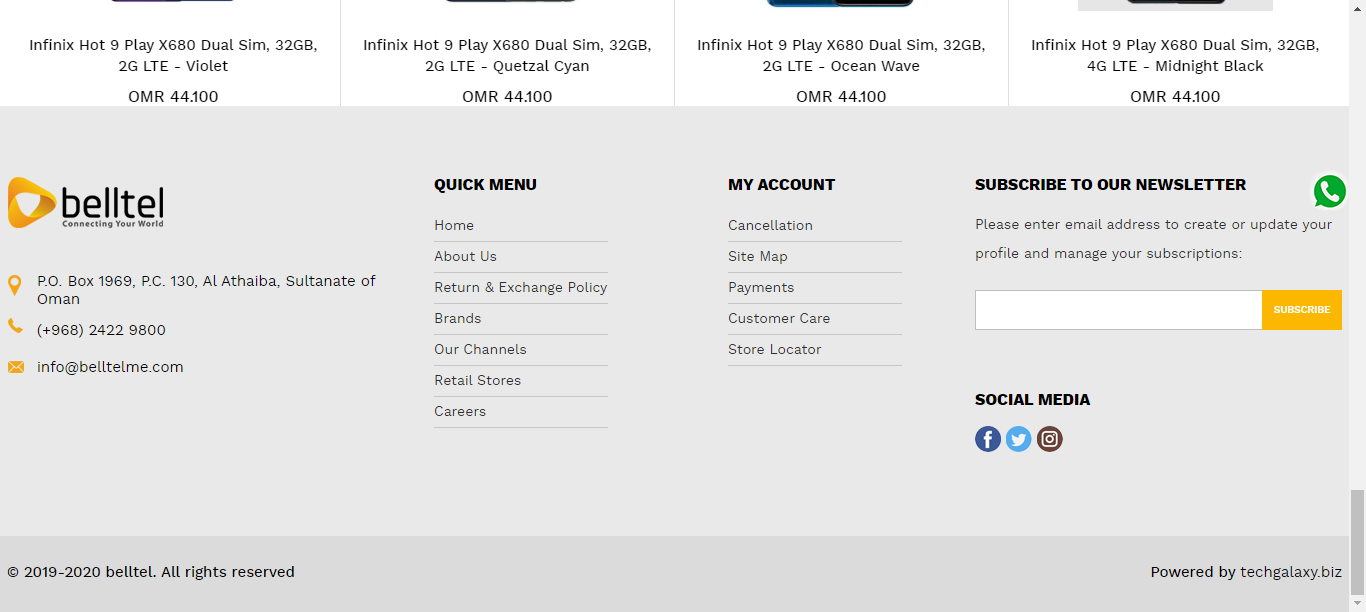 Infinix Hot 9 Play X680 Dual Sim, 32GB,
2G LTE - Violet
OMR 44.100
Infinix Hot 9 Play X680 Dual Sim, 32GB,
2G LTE - Quetzal Cyan
OMR 44.100
Infinix Hot 9 Play X680 Dual Sim, 32GB,
2G LTE - Ocean Wave
OMR 44.100
Infinix Hot 9 Play X680 Dual Sim, 32GB,
4G LTE - Midnight Black
OMR 44.100
belltel
Connecting Your World
P.O. Box 1969, P.C. 130, Al Athaiba, Sultanate of
Oman
(+968) 2422 9800
info@belltelme.com
QUICK MENU
Home
About Us
Return & Exchange Policy
Brands
Our Channels
Retail Stores
Careers
MY ACCOUNT
Cancellation
Site Map
Payments
Customer Care
Store Locator
SUBSCRIBE TO OUR NEWSLETTER
Please enter email address to create or update your
profile and manage your subscriptions:
SUBSCRIBE
SOCIAL MEDIA
© 2019-2020 belltel. All rights reserved
Powered by techgalaxy.biz